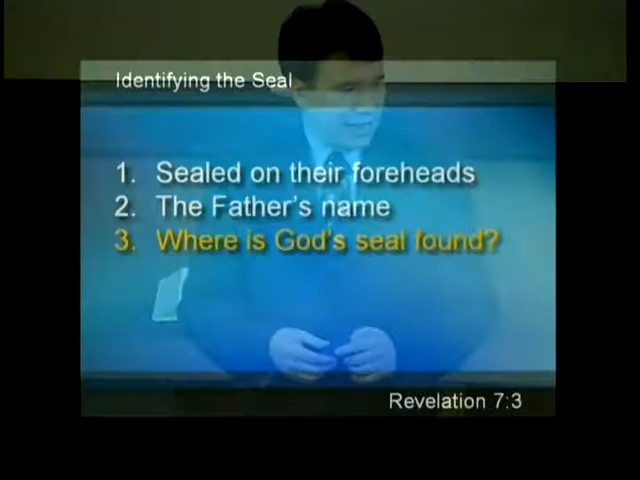 Identifying the Seal
1. Sealed on their foreheads
2. The Father's name
3. Where is God's seal found?
Revelation 7:3